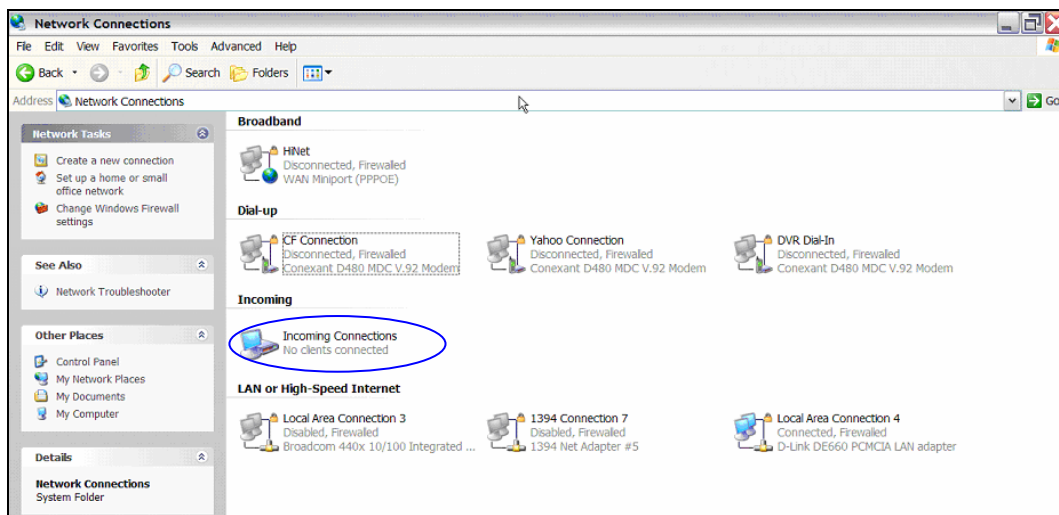 Network Connections
File Edit View Favorites Tools Advanced Help
Back Search Folders
Address Network Connections Go
Network Tasks
Create a new connection
Set up a home or small
office network
Change Windows Firewall
settings
See Also
Network Troubleshooter
Other Places
Control Panel
My Network Places
My Documents
My Computer
Details
Network Connections
System Folder
Broadband
HiNet
Disconnected, Firewalled
WAN Miniport (PPPOE)
Dial-up
CF Connection
Disconnected, Firewalled
Conexant D480 MDC V.92 Modem
Yahoo Connection
Disconnected, Firewalled
Conexant D480 MDC V.92 Modem
DVR Dial-In
Disconnected, Firewalled
Conexant D480 MDC V.92 Modem
Incoming
Incoming Connections
No clients connected
LAN or High-Speed Internet
Local Area Connection 3
Disabled, Firewalled
Broadcom 440x 10/100 Integrated ...
1394 Connection 7
Disabled, Firewalled
1394 Net Adapter #5
Local Area Connection 4
Connected, Firewalled
D-Link DE660 PCMCIA LAN adapter